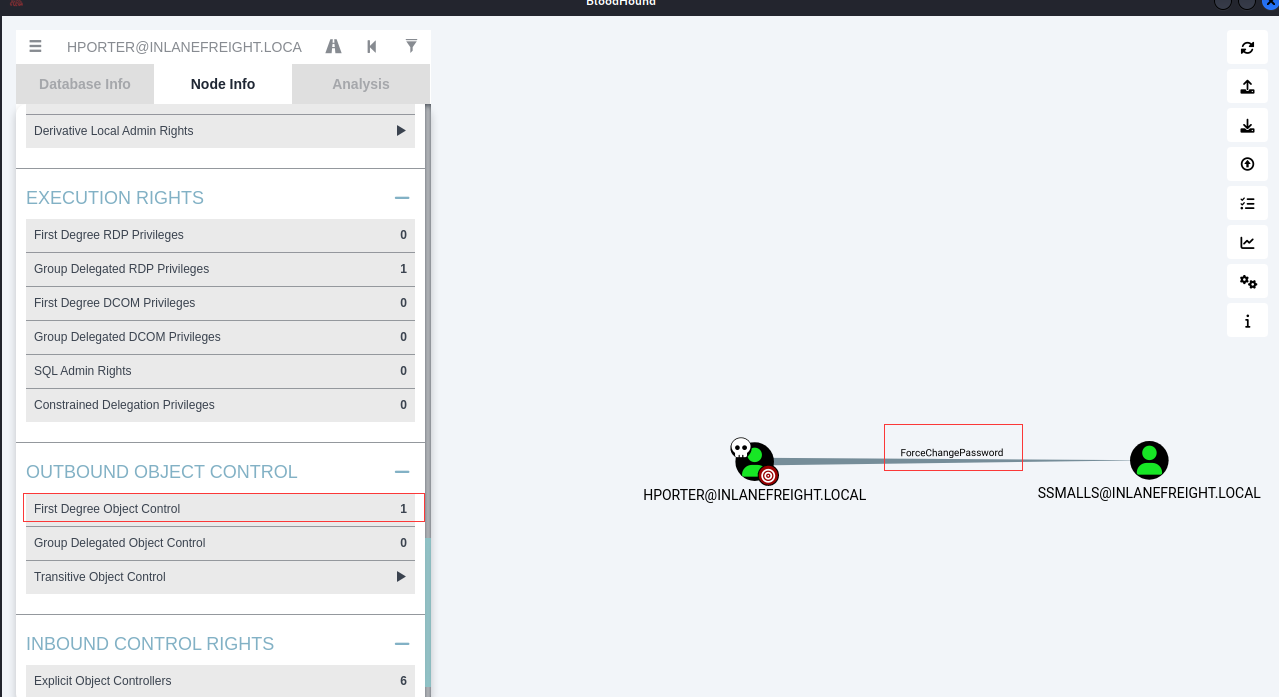 BloodHound
HPORTER@INLANEFREIGHT.LOCA
Database Info
Node Info
Analysis
Derivative Local Admin Rights
EXECUTION RIGHTS
First Degree RDP Privileges 0
Group Delegated RDP Privileges 1
First Degree DCOM Privileges 0
Group Delegated DCOM Privileges 0
SQL Admin Rights 0
Constrained Delegation Privileges 0
OUTBOUND OBJECT CONTROL
First Degree Object Control 1
Group Delegated Object Control 0
Transitive Object Control
INBOUND CONTROL RIGHTS
Explicit Object Controllers 6
ForceChangePassword
HPORTER@INLANEFREIGHT.LOCAL
SSMALLS@INLANEFREIGHT.LOCAL